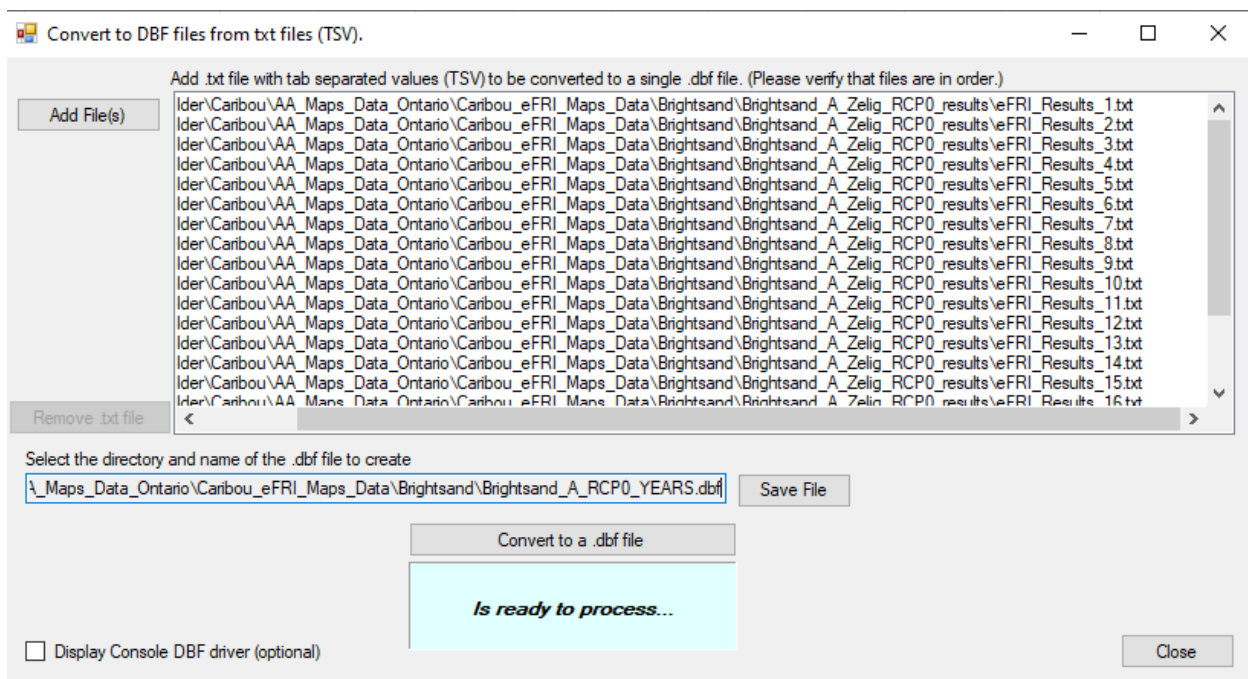 Convert to DBF files from txt files (TSV).
Add .txt file with tab separated values (TSV) to be converted to a single .dbf file. (Please verify that files are in order.)
Add File(s)
lder\Caribou\AA_Maps_Data_Ontario\Caribou_eFRI_Maps_Data\Brightsand\Brightsand_A_Zelig_RCP0_results\eFRI_Results_1.txt
lder\Caribou\AA_Maps_Data_Ontario\Caribou_eFRI_Maps_Data\Brightsand\Brightsand_A_Zelig_RCP0_results\eFRI_Results_2.txt
lder\Caribou\AA_Maps_Data_Ontario\Caribou_eFRI_Maps_Data\Brightsand\Brightsand_A_Zelig_RCP0_results\eFRI_Results_3.txt
lder\Caribou\AA_Maps_Data_Ontario\Caribou_eFRI_Maps_Data\Brightsand\Brightsand_A_Zelig_RCP0_results\eFRI_Results_4.txt
lder\Caribou\AA_Maps_Data_Ontario\Caribou_eFRI_Maps_Data\Brightsand\Brightsand_A_Zelig_RCP0_results\eFRI_Results_5.txt
lder\Caribou\AA_Maps_Data_Ontario\Caribou_eFRI_Maps_Data\Brightsand\Brightsand_A_Zelig_RCP0_results\eFRI_Results_6.txt
lder\Caribou\AA_Maps_Data_Ontario\Caribou_eFRI_Maps_Data\Brightsand\Brightsand_A_Zelig_RCP0_results\eFRI_Results_7.txt
lder\Caribou\AA_Maps_Data_Ontario\Caribou_eFRI_Maps_Data\Brightsand\Brightsand_A_Zelig_RCP0_results\eFRI_Results_8.txt
lder\Caribou\AA_Maps_Data_Ontario\Caribou_eFRI_Maps_Data\Brightsand\Brightsand_A_Zelig_RCP0_results\eFRI_Results_9.txt
lder\Caribou\AA_Maps_Data_Ontario\Caribou_eFRI_Maps_Data\Brightsand\Brightsand_A_Zelig_RCP0_results\eFRI_Results_10.txt
lder\Caribou\AA_Maps_Data_Ontario\Caribou_eFRI_Maps_Data\Brightsand\Brightsand_A_Zelig_RCP0_results\eFRI_Results_11.txt
lder\Caribou\AA_Maps_Data_Ontario\Caribou_eFRI_Maps_Data\Brightsand\Brightsand_A_Zelig_RCP0_results\eFRI_Results_12.txt
lder\Caribou\AA_Maps_Data_Ontario\Caribou_eFRI_Maps_Data\Brightsand\Brightsand_A_Zelig_RCP0_results\eFRI_Results_13.txt
lder\Caribou\AA_Maps_Data_Ontario\Caribou_eFRI_Maps_Data\Brightsand\Brightsand_A_Zelig_RCP0_results\eFRI_Results_14.txt
lder\Caribou\AA_Maps_Data_Ontario\Caribou_eFRI_Maps_Data\Brightsand\Brightsand_A_Zelig_RCP0_results\eFRI_Results_15.txt
lder\Caribou\AA_Maps_Data_Ontario\Caribou_eFRI_Maps_Data\Brightsand\Brightsand_A_Zelig_RCP0_results\eFRI_Results_16.txt
Remove .txt file
Select the directory and name of the .dbf file to create
A_Maps_Data_Ontario\Caribou_eFRI_Maps_Data\Brightsand\Brightsand_A_RCP0_YEARS.dbf
Save File
Convert to a .dbf file
Is ready to process...
Display Console DBF driver (optional)
Close